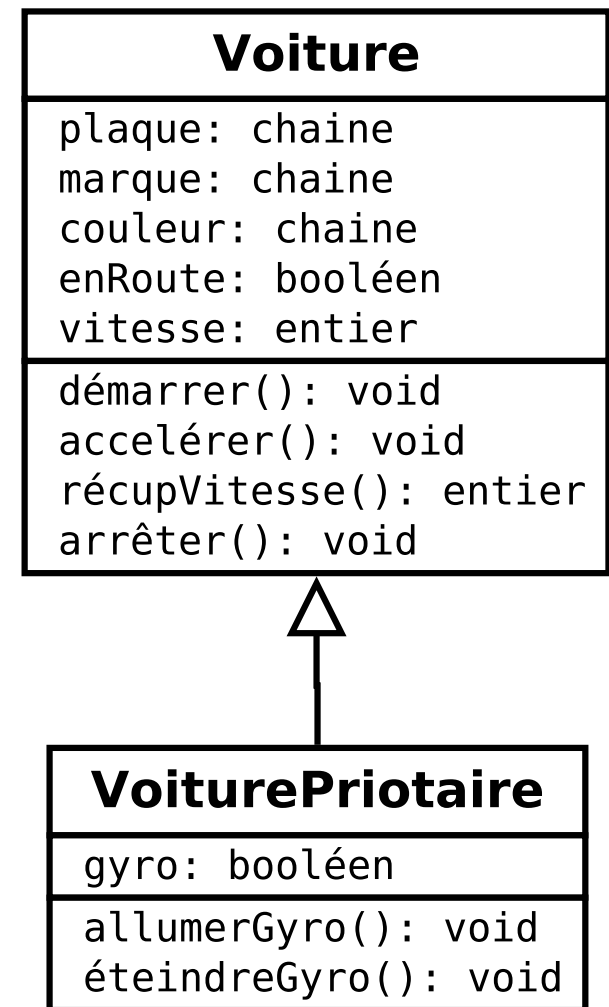 Voiture
plaque: chaine
marque: chaine
couleur: chaine
enRoute: booléen
vitesse: entier
démarrer(): void
accelérer(): void
récupVitesse(): entier
arrêter(): void
VoiturePriotaire
gyro: booléen
allumerGyro(): void
éteindreGyro(): void